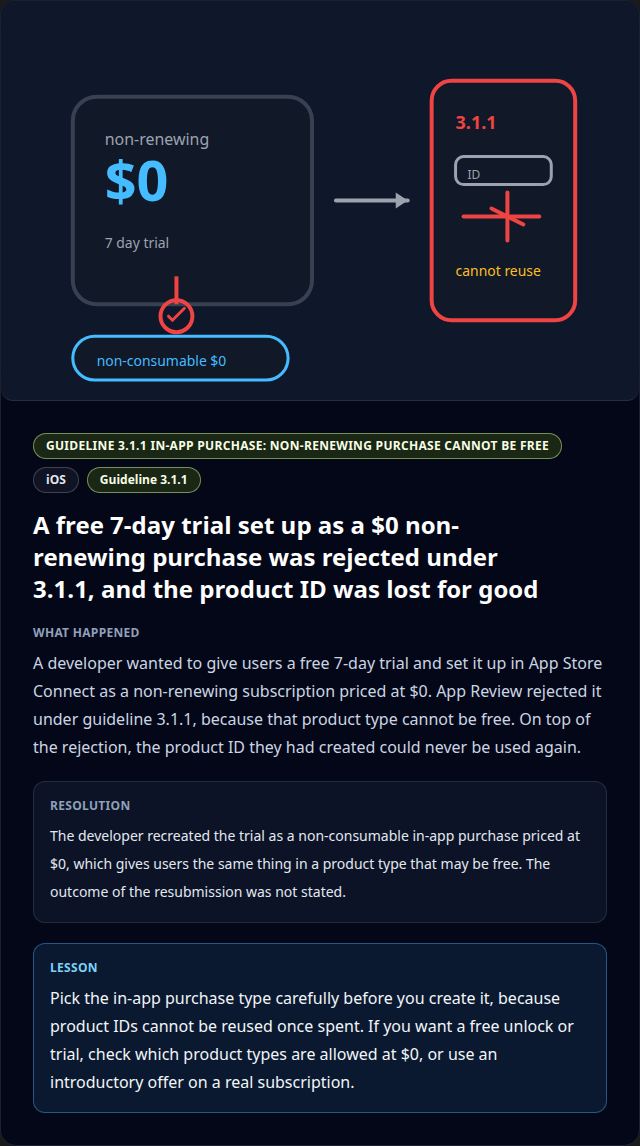 non-renewing
$0
7 day trial
non-consumable $0
3.1.1
ID
cannot reuse
GUIDELINE 3.1.1 IN-APP PURCHASE: NON-RENEWING PURCHASE CANNOT BE FREE
iOS
Guideline 3.1.1
A free 7-day trial set up as a $0 non-
renewing purchase was rejected under
3.1.1, and the product ID was lost for good
WHAT HAPPENED
A developer wanted to give users a free 7-day trial and set it up in App Store
Connect as a non-renewing subscription priced at $0. App Review rejected it
under guideline 3.1.1, because that product type cannot be free. On top of
the rejection, the product ID they had created could never be used again.
RESOLUTION
The developer recreated the trial as a non-consumable in-app purchase priced at
$0, which gives users the same thing in a product type that may be free. The
outcome of the resubmission was not stated.
LESSON
Pick the in-app purchase type carefully before you create it, because
product IDs cannot be reused once spent. If you want a free unlock or
trial, check which product types are allowed at $0, or use an
introductory offer on a real subscription.